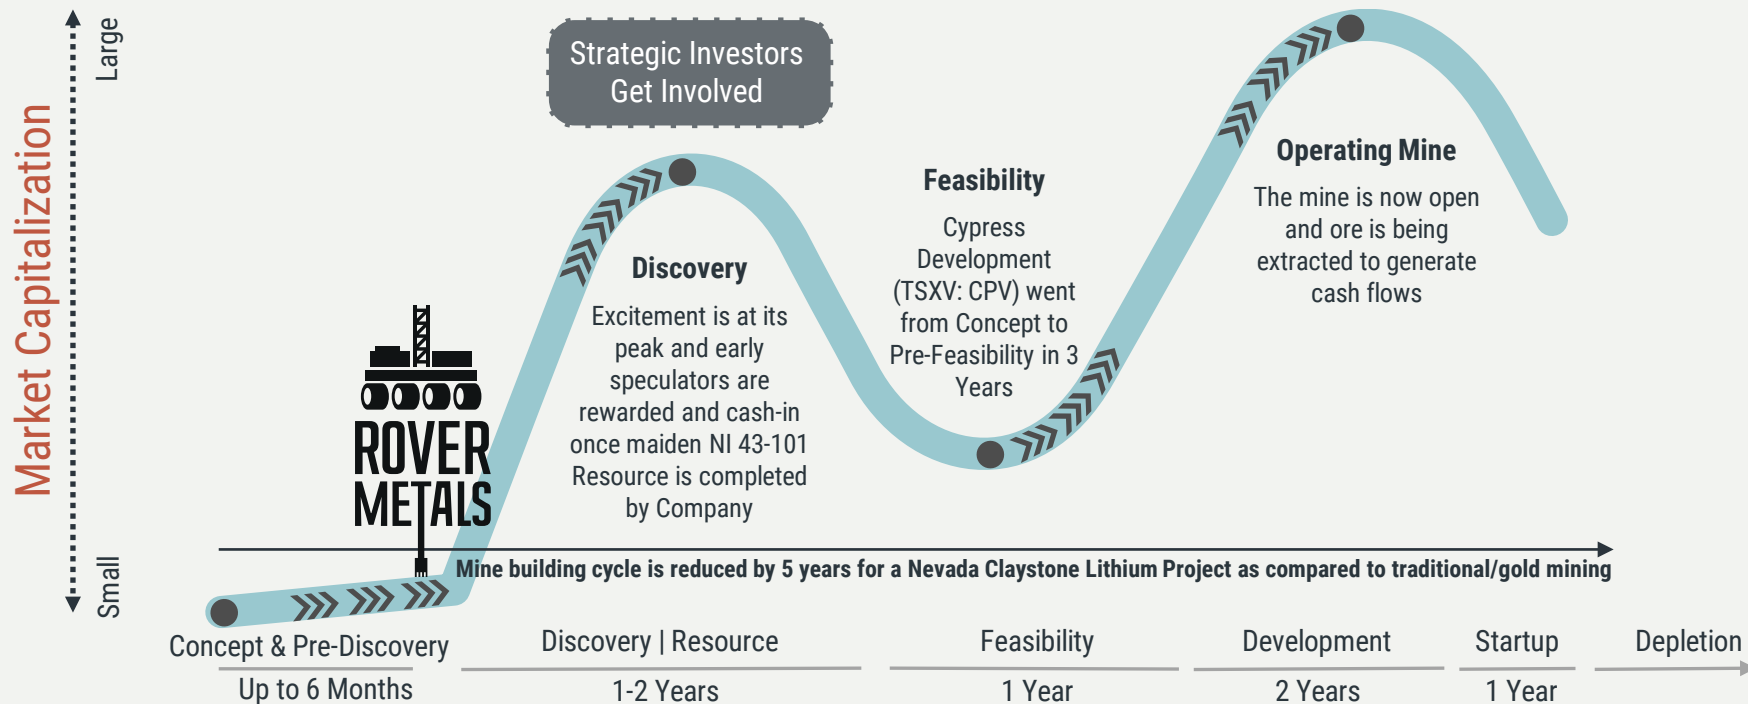 Market Capitalization
Large
Small
Strategic Investors
Get Involved
Discovery
Excitement is at its
peak and early
speculators are
rewarded and cash-in
once maiden NI 43-101
Resource is completed
by Company
Feasibility
Cypress
Development
(TSXV: CPV) went
from Concept to
Pre-Feasibility in 3
Years
Operating Mine
The mine is now open
and ore is being
extracted to generate
cash flows
ROVER
METALS
Mine building cycle is reduced by 5 years for a Nevada Claystone Lithium Project as compared to traditional/gold mining
Concept & Pre-Discovery
Up to 6 Months
Discovery | Resource
1-2 Years
Feasibility
1 Year
Development
2 Years
Startup
1 Year
Depletion